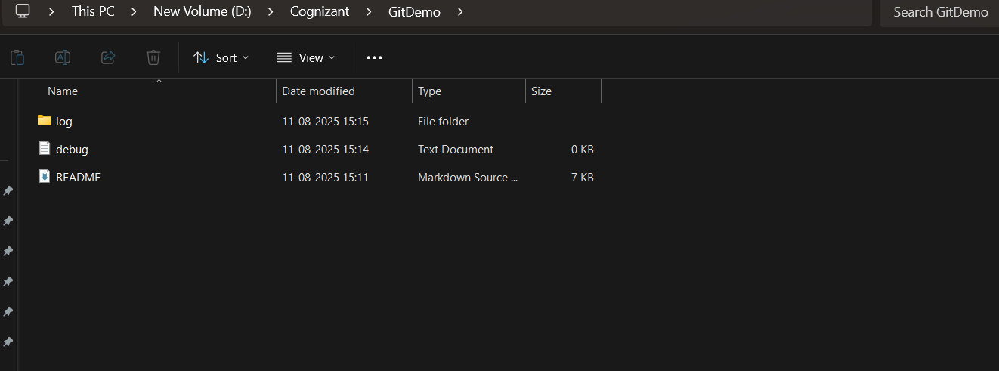 This PC > New Volume (D:) > Cognizant > GitDemo > Search GitDemo
Sort View
Name Date modified Type Size
log 11-08-2025 15:15 File folder
debug 11-08-2025 15:14 Text Document 0 KB
README 11-08-2025 15:11 Markdown Source ... 7 KB